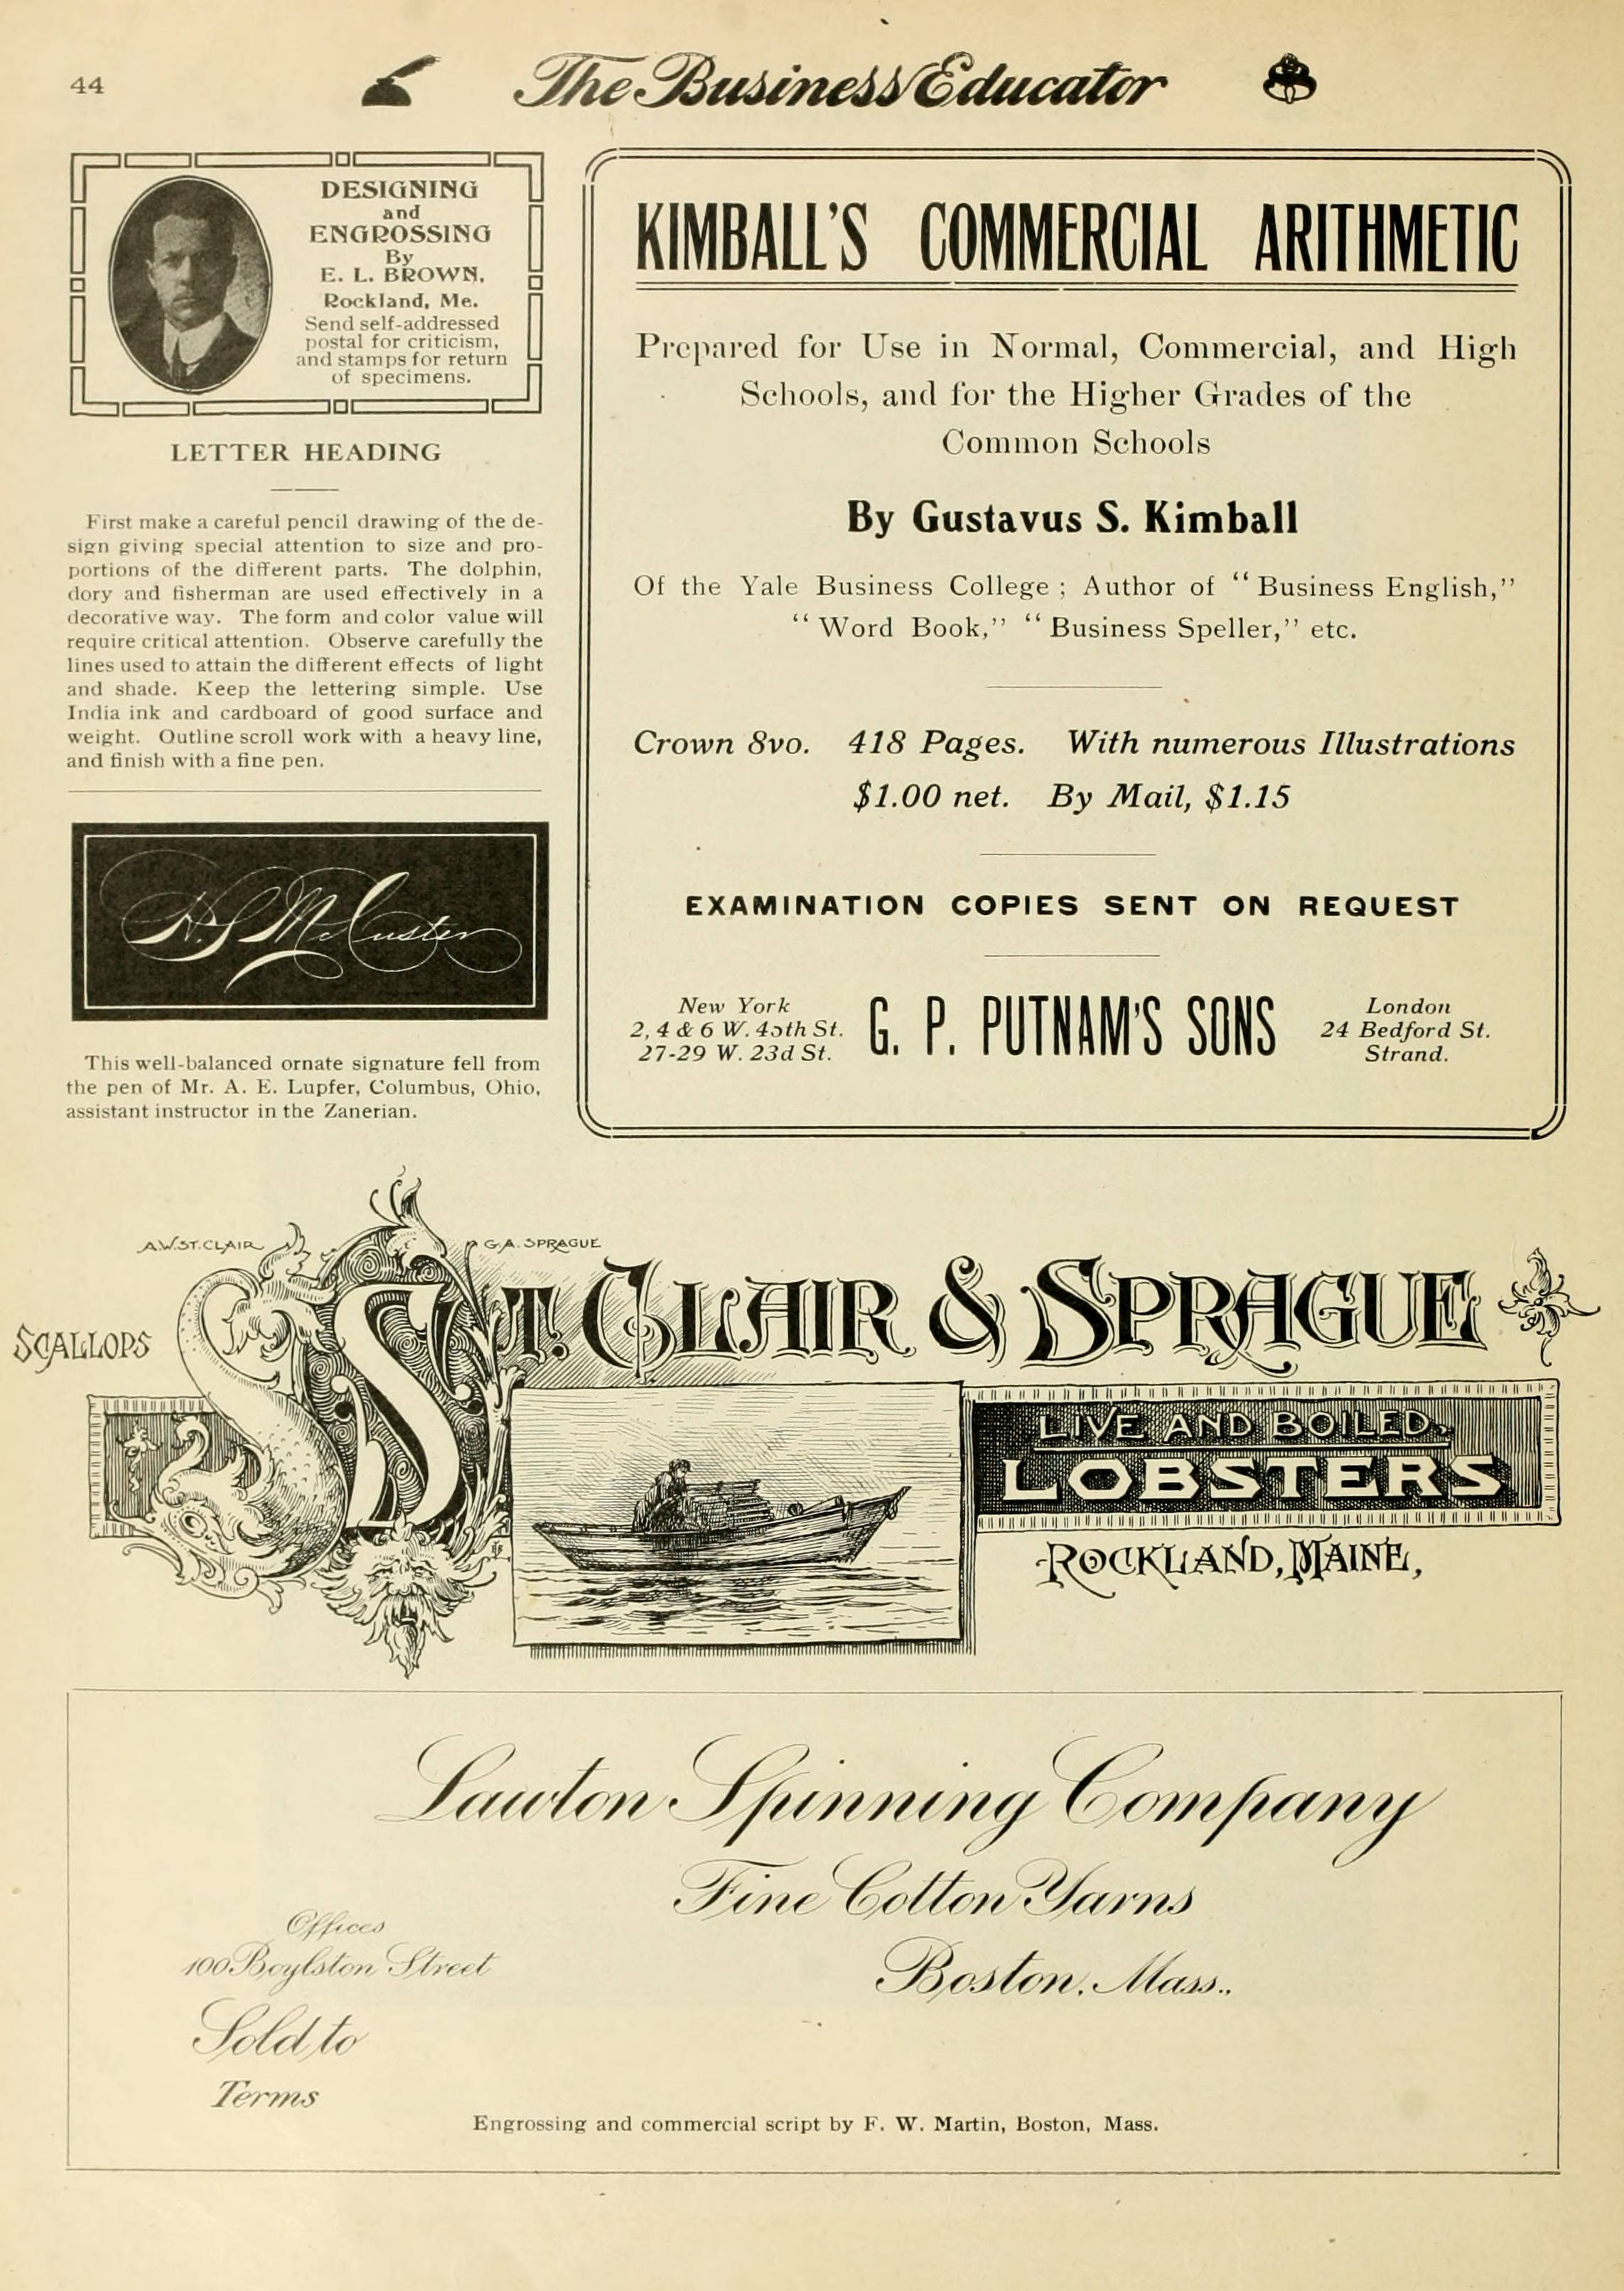 44
The Business Educator
DESIGNING
and
ENGROSSING
By
E. L. BROWN,
Rockland, Me.
Send self-addressed
postal for criticism,
and stamps for return
of specimens.
LETTER HEADING
First make a careful pencil drawing of the de-
sign giving special attention to size and pro-
portions of the different parts. The dolphin,
dory and fisherman are used effectively in a
decorative way. The form and color value will
require critical attention. Observe carefully the
lines used to attain the different effects of light
and shade. Keep the lettering simple. Use
India ink and cardboard of good surface and
weight. Outline scroll work with a heavy line,
and finish with a fine pen.
This well-balanced ornate signature fell from
the pen of Mr. A. E. Lupfer, Columbus, Ohio,
assistant instructor in the Zanerian.
KIMBALL'S COMMERCIAL ARITHMETIC
Prepared for Use in Normal, Commercial, and High
Schools, and for the Higher Grades of the
Common Schools
By Gustavus S. Kimball
Of the Yale Business College; Author of "Business English,"
"Word Book," "Business Speller," etc.
Crown 8vo. 418 Pages. With numerous Illustrations
$1.00 net. By Mail, $1.15
EXAMINATION COPIES SENT ON REQUEST
New York
2, 4 & 6 W. 45th St.
27-29 W. 23d St.
G. P. PUTNAM'S SONS
London
24 Bedford St.
Strand.
A.W. ST. CLAIR
G.A. SPRAGUE
SCALLOPS
ST. CLAIR & SPRAGUE
LIVE AND BOILED
LOBSTERS
ROCKLAND, MAINE,
Lawton Spinning Company
Fine Cotton Yarns
Offices
100 Boylston Street
Boston, Mass.,
Sold to
Terms
Engrossing and commercial script by F. W. Martin, Boston, Mass.